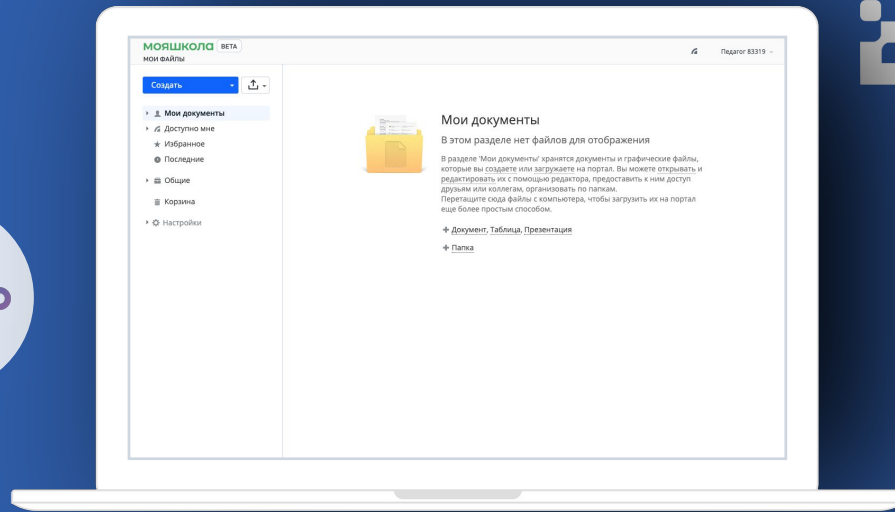 МОЯШКОЛА BETA
МОИ ФАЙЛЫ
Педагог 83319
Создать
Мои документы
Доступно мне
Избранное
Последние
Общие
Корзина
Настройки
Мои документы
В этом разделе нет файлов для отображения
В разделе 'Мои документы' хранятся документы и графические файлы,
которые вы создаете или загружаете на портал. Вы можете открывать и
редактировать их с помощью редактора, предоставить к ним доступ
друзьям или коллегам, организовать по папкам.
Перетащите сюда файлы с компьютера, чтобы загрузить их на портал
еще более простым способом.
Документ, Таблица, Презентация
Папка